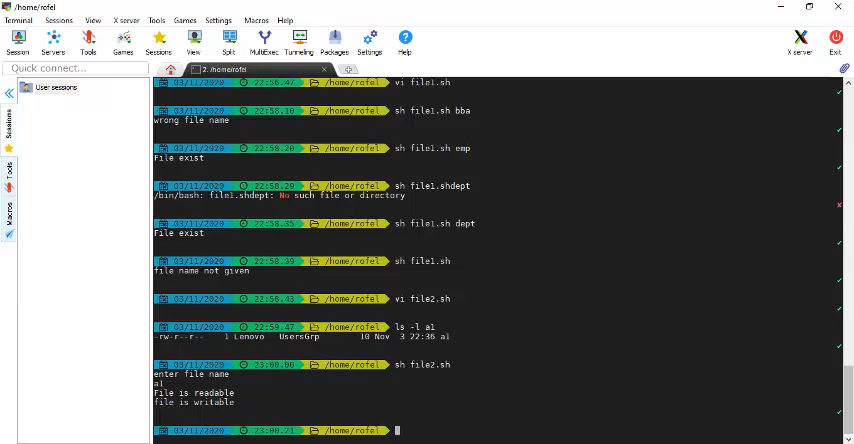 /home/rofel
Terminal Sessions View X server Tools Games Settings Macros Help
Session Servers Tools Games Sessions View Split MultiExec Tunneling Packages Settings Help X server Exit
Quick connect...
2. /home/rofel
User sessions
Sessions
Tools
Macros
03/11/2020 22:58.47 /home/rofel vi file1.sh
03/11/2020 22:58.10 /home/rofel sh file1.sh bba
wrong file name
03/11/2020 22:58.20 /home/rofel sh file1.sh emp
File exist
03/11/2020 22:58.29 /home/rofel sh file1.shdept
/bin/bash: file1.shdept: No such file or directory
03/11/2020 22:58.35 /home/rofel sh file1.sh dept
File exist
03/11/2020 22:58.39 /home/rofel sh file1.sh
file name not given
03/11/2020 22:58.43 /home/rofel vi file2.sh
03/11/2020 22:59.47 /home/rofel ls -l a1
-rw-r--r-- 1 Lenovo UsersGrp 10 Nov 3 22:36 a1
03/11/2020 23:00.06 /home/rofel sh file2.sh
enter file name
a1
File is readable
file is writable
03/11/2020 23:00.21 /home/rofel